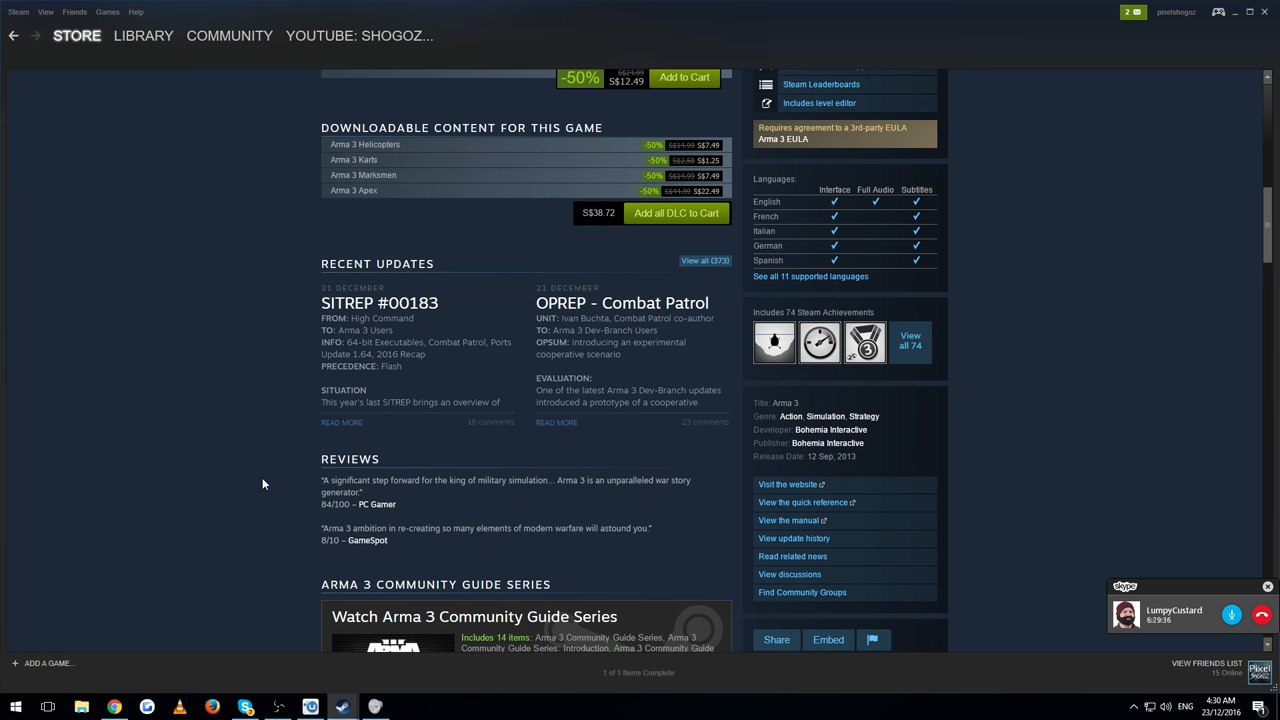 Steam View Friends Games Help
2
pixelshogoz
STORE LIBRARY COMMUNITY YOUTUBE: SHOGOZ...
-50% S$24.99 S$12.49 Add to Cart
DOWNLOADABLE CONTENT FOR THIS GAME
Arma 3 Helicopters -50% S$14.99 S$7.49
Arma 3 Karts -50% S$2.50 S$1.25
Arma 3 Marksmen -50% S$14.99 S$7.49
Arma 3 Apex -50% S$44.99 S$22.49
S$38.72 Add all DLC to Cart
RECENT UPDATES View all (373)
21 DECEMBER
SITREP #00183
FROM: High Command
TO: Arma 3 Users
INFO: 64-bit Executables, Combat Patrol, Ports
Update 1.64, 2016 Recap
PRECEDENCE: Flash
SITUATION
This year's last SITREP brings an overview of
READ MORE 18 comments
21 DECEMBER
OPREP - Combat Patrol
UNIT: Ivan Buchta, Combat Patrol co-author
TO: Arma 3 Dev-Branch Users
OPSUM: Introducing an experimental
cooperative scenario
EVALUATION:
One of the latest Arma 3 Dev-Branch updates
introduced a prototype of a cooperative
READ MORE 23 comments
REVIEWS
“A significant step forward for the king of military simulation... Arma 3 is an unparalleled war story
generator.”
84/100 – PC Gamer
“Arma 3 ambition in re-creating so many elements of modern warfare will astound you.”
8/10 – GameSpot
ARMA 3 COMMUNITY GUIDE SERIES
Watch Arma 3 Community Guide Series
Includes 14 items: Arma 3 Community Guide Series, Arma 3
Community Guide Series: Introduction, Arma 3 Community
Steam Leaderboards
Includes level editor
Requires agreement to a 3rd-party EULA
Arma 3 EULA
Languages:
Interface Full Audio Subtitles
English ✓ ✓ ✓
French ✓ ✓
Italian ✓ ✓
German ✓ ✓
Spanish ✓ ✓
See all 11 supported languages
Includes 74 Steam Achievements
3
View
all 74
Title: Arma 3
Genre: Action, Simulation, Strategy
Developer: Bohemia Interactive
Publisher: Bohemia Interactive
Release Date: 12 Sep, 2013
Visit the website
View the quick reference
View the manual
View update history
Read related news
View discussions
Find Community Groups
Share Embed
skype
LumpyCustard
6:29:36
+ ADD A GAME...
1 of 1 Items Complete
VIEW FRIENDS LIST
15 Online
Pixel
ENG
4:30 AM
23/12/2016